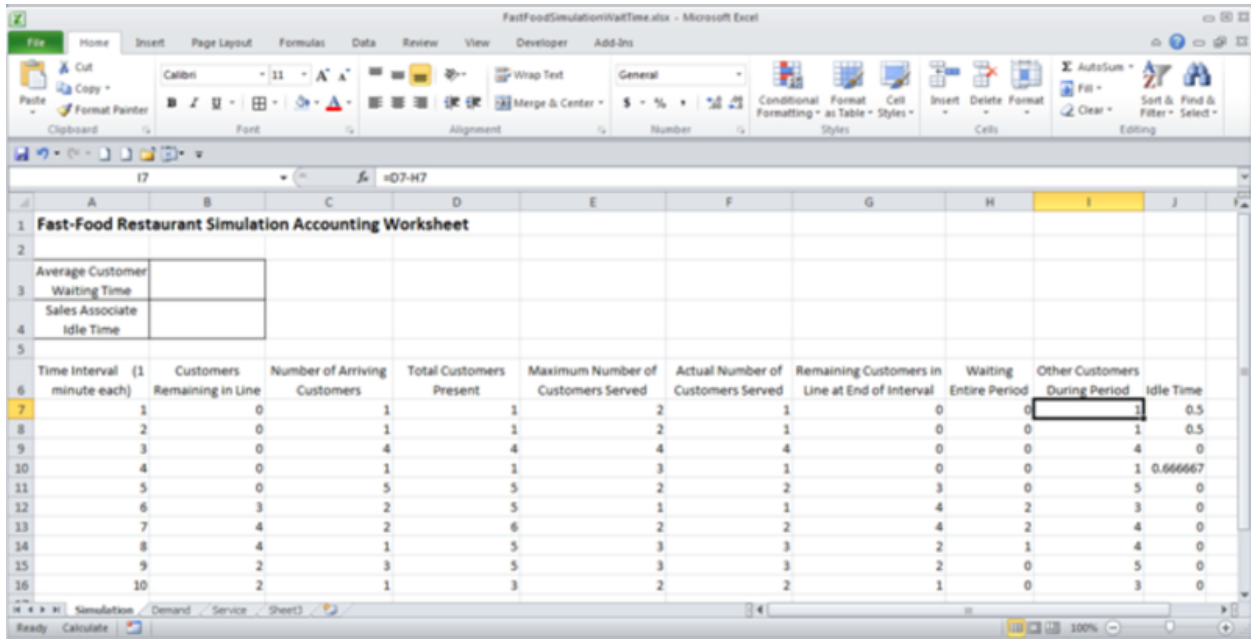 FastFoodSimulationWaitTime.xlsx - Microsoft Excel
File Home Insert Page Layout Formulas Data Review View Developer Add-Ins
Cut Calibri 11 A A Wrap Text General Σ AutoSum
Copy Fill
Paste Format Painter B I U A Merge & Center $ % , Conditional Formatting Format as Table Cell Styles Insert Delete Format Clear Sort & Filter Find & Select
Clipboard Font Alignment Number Styles Cells Editing
I7 fx =D7-H7
A B C D E F G H I J
1 Fast-Food Restaurant Simulation Accounting Worksheet
2
Average Customer
3 Waiting Time
Sales Associate
4 Idle Time
5
Time Interval (1 Customers Number of Arriving Total Customers Maximum Number of Actual Number of Remaining Customers in Waiting Other Customers
6 minute each) Remaining in Line Customers Present Customers Served Customers Served Line at End of Interval Entire Period During Period Idle Time
7 1 0 1 1 2 1 0 0 1 0.5
8 2 0 1 1 2 1 0 0 1 0.5
9 3 0 4 4 4 4 0 0 4 0
10 4 0 1 1 3 1 0 0 1 0.666667
11 5 0 5 5 2 2 3 0 5 0
12 6 3 2 5 1 1 4 2 3 0
13 7 4 2 6 2 2 4 2 4 0
14 8 4 1 5 3 3 2 1 4 0
15 9 2 3 5 3 3 2 0 5 0
16 10 2 1 3 2 2 1 0 3 0
Simulation Demand Service Sheet3
Ready Calculate 100%